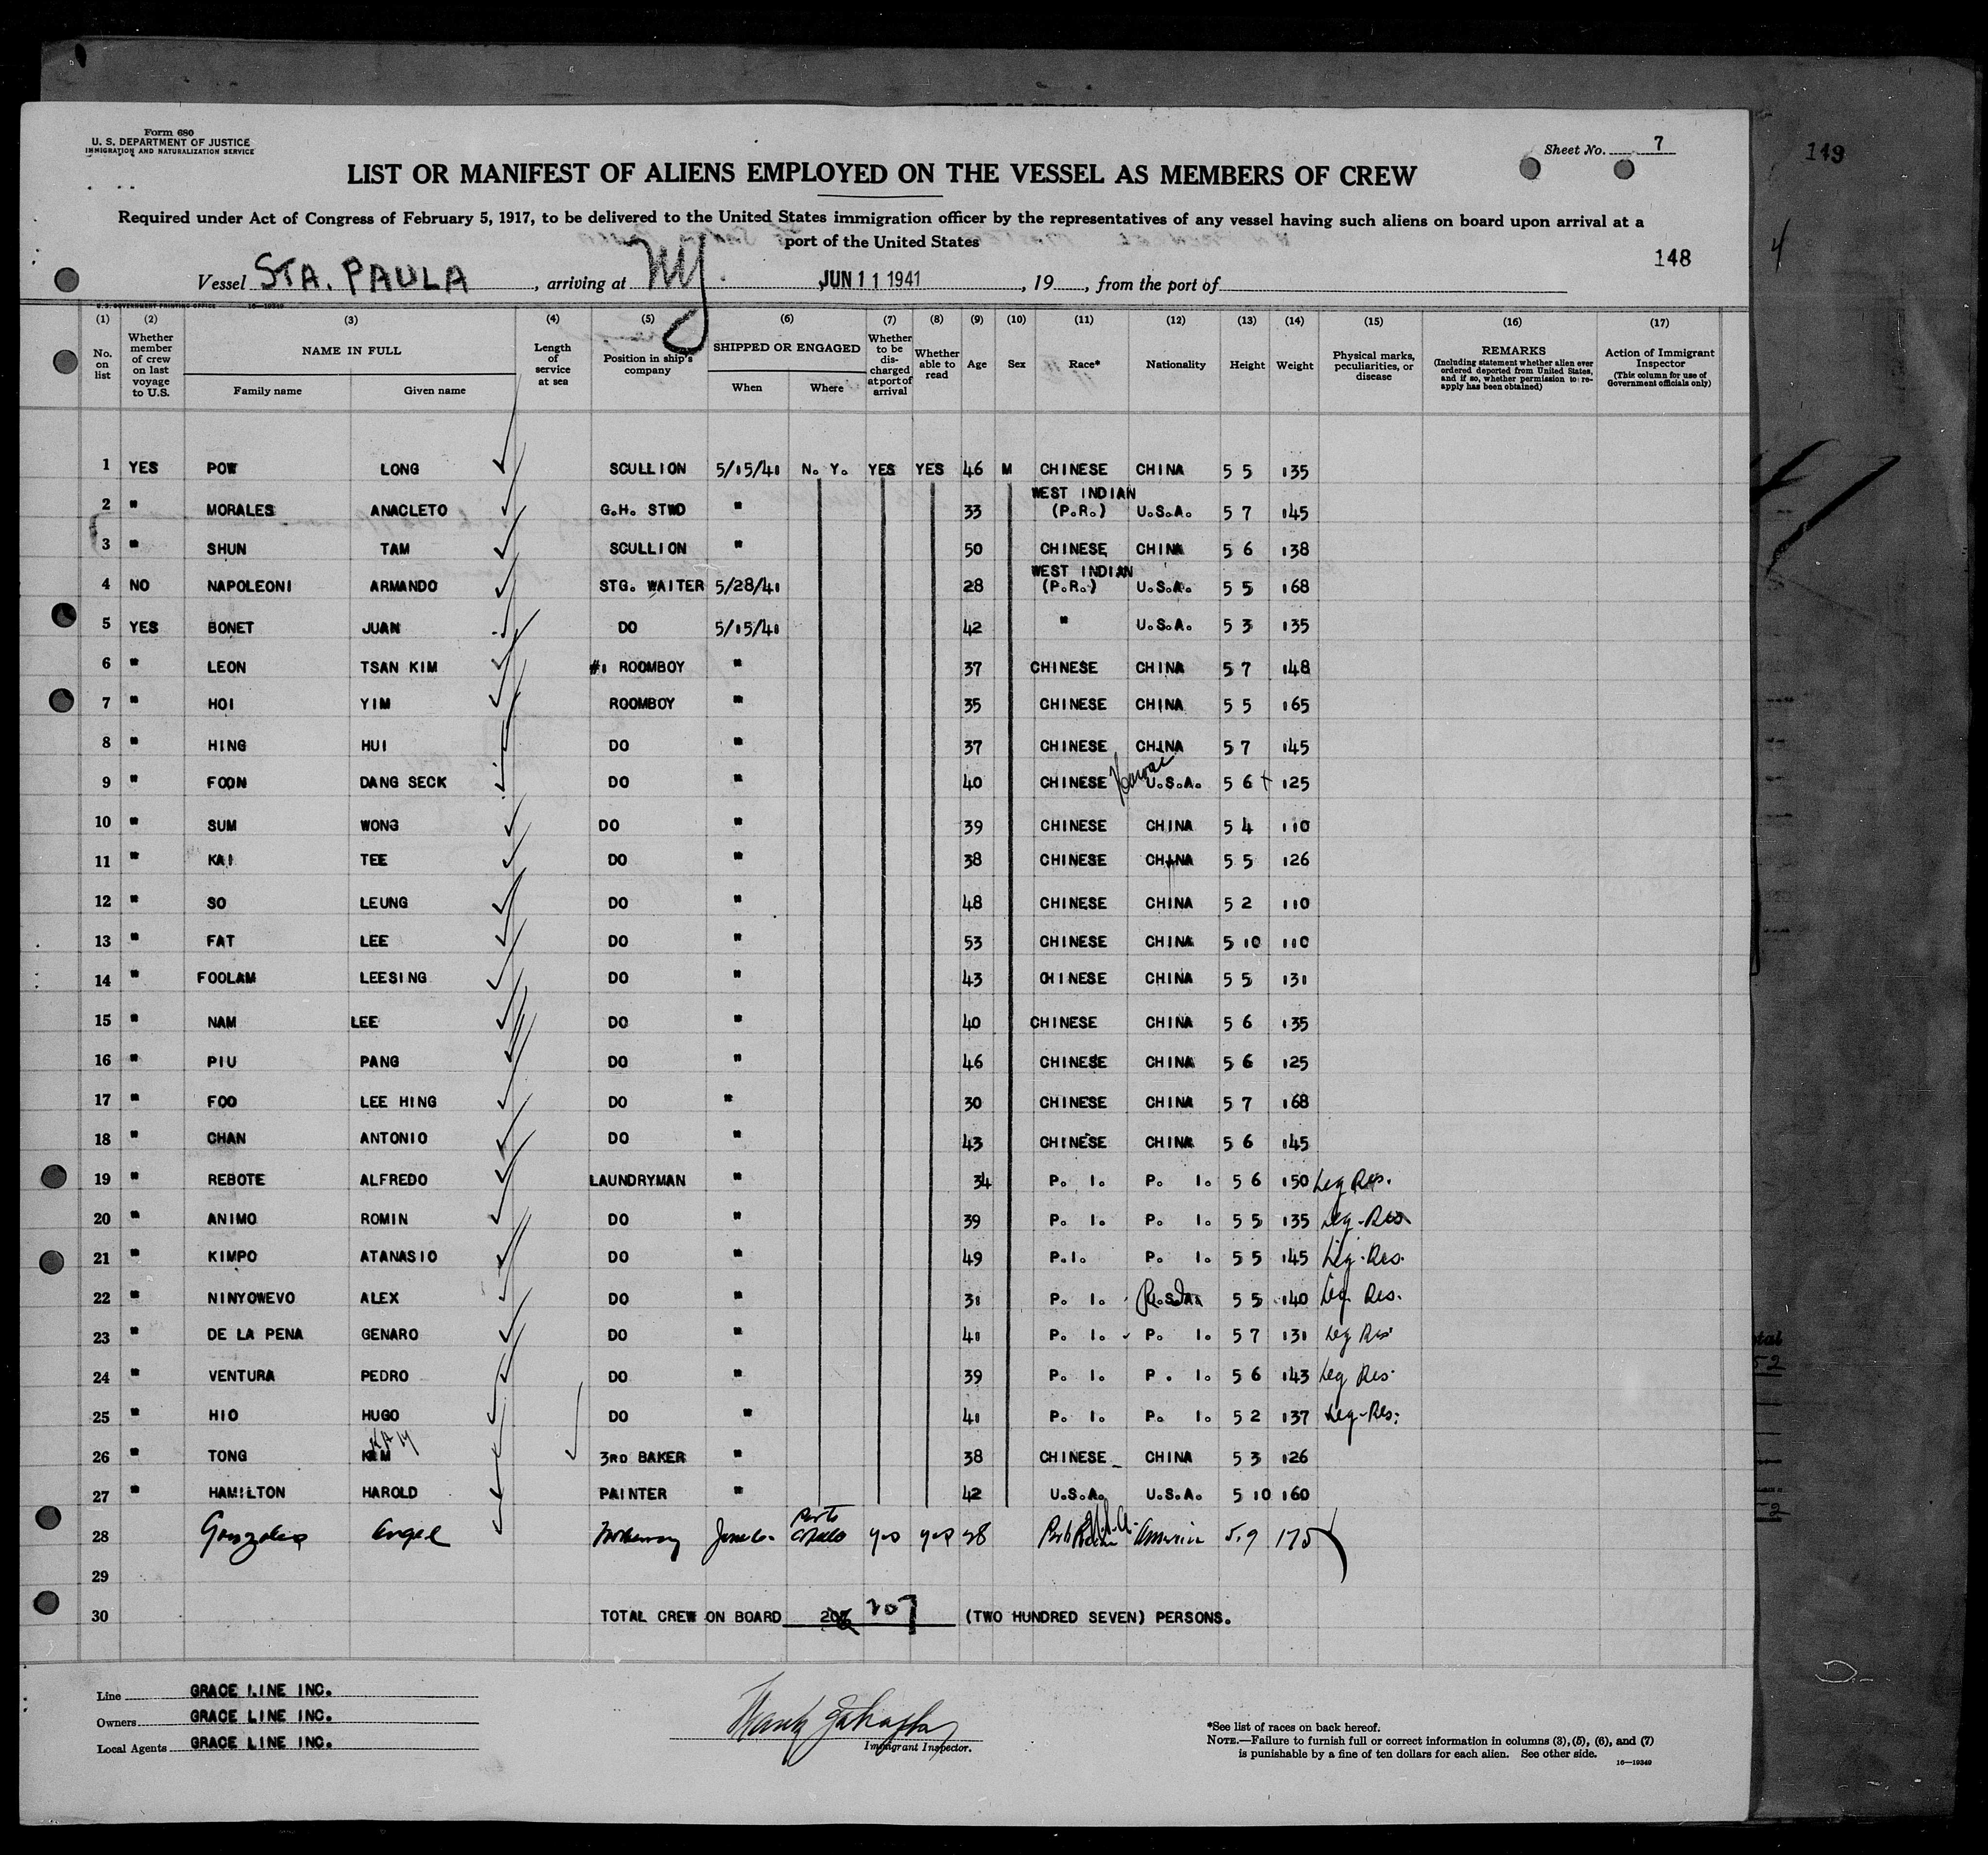 Form 680
U. S. DEPARTMENT OF JUSTICE
IMMIGRATION AND NATURALIZATION SERVICE
Sheet No. 7
149
LIST OR MANIFEST OF ALIENS EMPLOYED ON THE VESSEL AS MEMBERS OF CREW
Required under Act of Congress of February 5, 1917, to be delivered to the United States immigration officer by the representatives of any vessel having such aliens on board upon arrival at a
port of the United States
148
4
Vessel STA. PAULA, arriving at NY. JUN 11 1941, 19, from the port of
U. S. GOVERNMENT PRINTING OFFICE 16—19349
(1) (2) (3) (4) (5) (6) (7) (8) (9) (10) (11) (12) (13) (14) (15) (16) (17)
No. on list
Whether member of crew on last voyage to U.S.
NAME IN FULL
Family name Given name
Length of service at sea
Position in ship's company
SHIPPED OR ENGAGED
When Where
Whether to be discharged at port of arrival
Whether able to read
Age
Sex
Race*
Nationality
Height
Weight
Physical marks, peculiarities, or disease
REMARKS
(Including statement whether alien ever ordered deported from United States, and if so, whether permission to re-apply has been obtained)
Action of Immigrant Inspector
(This column for use of Government officials only)
1 YES POW LONG SCULLION 5/15/41 N. Y. YES YES 46 M CHINESE CHINA 5 5 135
2 " MORALES ANACLETO G.H. STWD " 33 WEST INDIAN (P.R.) U.S.A. 5 7 145
3 " SHUN TAM SCULLION " 50 CHINESE CHINA 5 6 138
4 NO NAPOLEONI ARMANDO STG. WAITER 5/28/41 28 WEST INDIAN (P.R.) U.S.A. 5 5 168
5 YES BONET JUAN DO 5/15/41 42 " U.S.A. 5 3 135
6 " LEON TSAN KIM #1 ROOMBOY " 37 CHINESE CHINA 5 7 148
7 " HOI YIM ROOMBOY " 35 CHINESE CHINA 5 5 165
8 " HING HUI DO " 37 CHINESE CHINA 5 7 145
9 " FOON DANG SECK DO " 40 CHINESE U.S.A. 5 6 125
10 " SUM WONG DO " 39 CHINESE CHINA 5 4 110
11 " KAI TEE DO " 38 CHINESE CHINA 5 5 126
12 " SO LEUNG DO " 48 CHINESE CHINA 5 2 110
13 " FAT LEE DO " 53 CHINESE CHINA 5 10 110
14 " FOOLAM LEESING DO " 43 CHINESE CHINA 5 5 131
15 " NAM LEE DO " 40 CHINESE CHINA 5 6 135
16 " PIU PANG DO " 46 CHINESE CHINA 5 6 125
17 " FOO LEE HING DO " 30 CHINESE CHINA 5 7 168
18 " CHAN ANTONIO DO " 43 CHINESE CHINA 5 6 145
19 " REBOTE ALFREDO LAUNDRYMAN " 34 P. I. P. I. 5 6 150 Leg Res.
20 " ANIMO ROMIN DO " 39 P. I. P. I. 5 5 135 Leg-Res
21 " KIMPO ATANASIO DO " 49 P.I. P. I. 5 5 145 Leg-Res.
22 " NINYOWEVO ALEX DO " 31 P. I. 5 5 140 Leg. Res.
23 " DE LA PENA GENARO DO " 41 P. I. P. I. 5 7 131 Leg Res
24 " VENTURA PEDRO DO " 39 P. I. P. I. 5 6 143 Leg Res.
25 " HIO HUGO DO " 41 P. I. P. I. 5 2 137 Leg-Res.
26 " TONG KAM 3RD BAKER " 38 CHINESE CHINA 5 3 126
27 " HAMILTON HAROLD PAINTER " 42 U.S.A. U.S.A. 5 10 160
28 Gonzales Angel Porto yes yes 38 Porto America 5.9 175
29
30 TOTAL CREW ON BOARD 207 (TWO HUNDRED SEVEN) PERSONS.
Line GRACE LINE INC.
Owners GRACE LINE INC.
Local Agents GRACE LINE INC.
Immigrant Inspector.
*See list of races on back hereof.
NOTE.—Failure to furnish full or correct information in columns (3), (5), (6), and (7)
is punishable by a fine of ten dollars for each alien. See other side.
16—19349